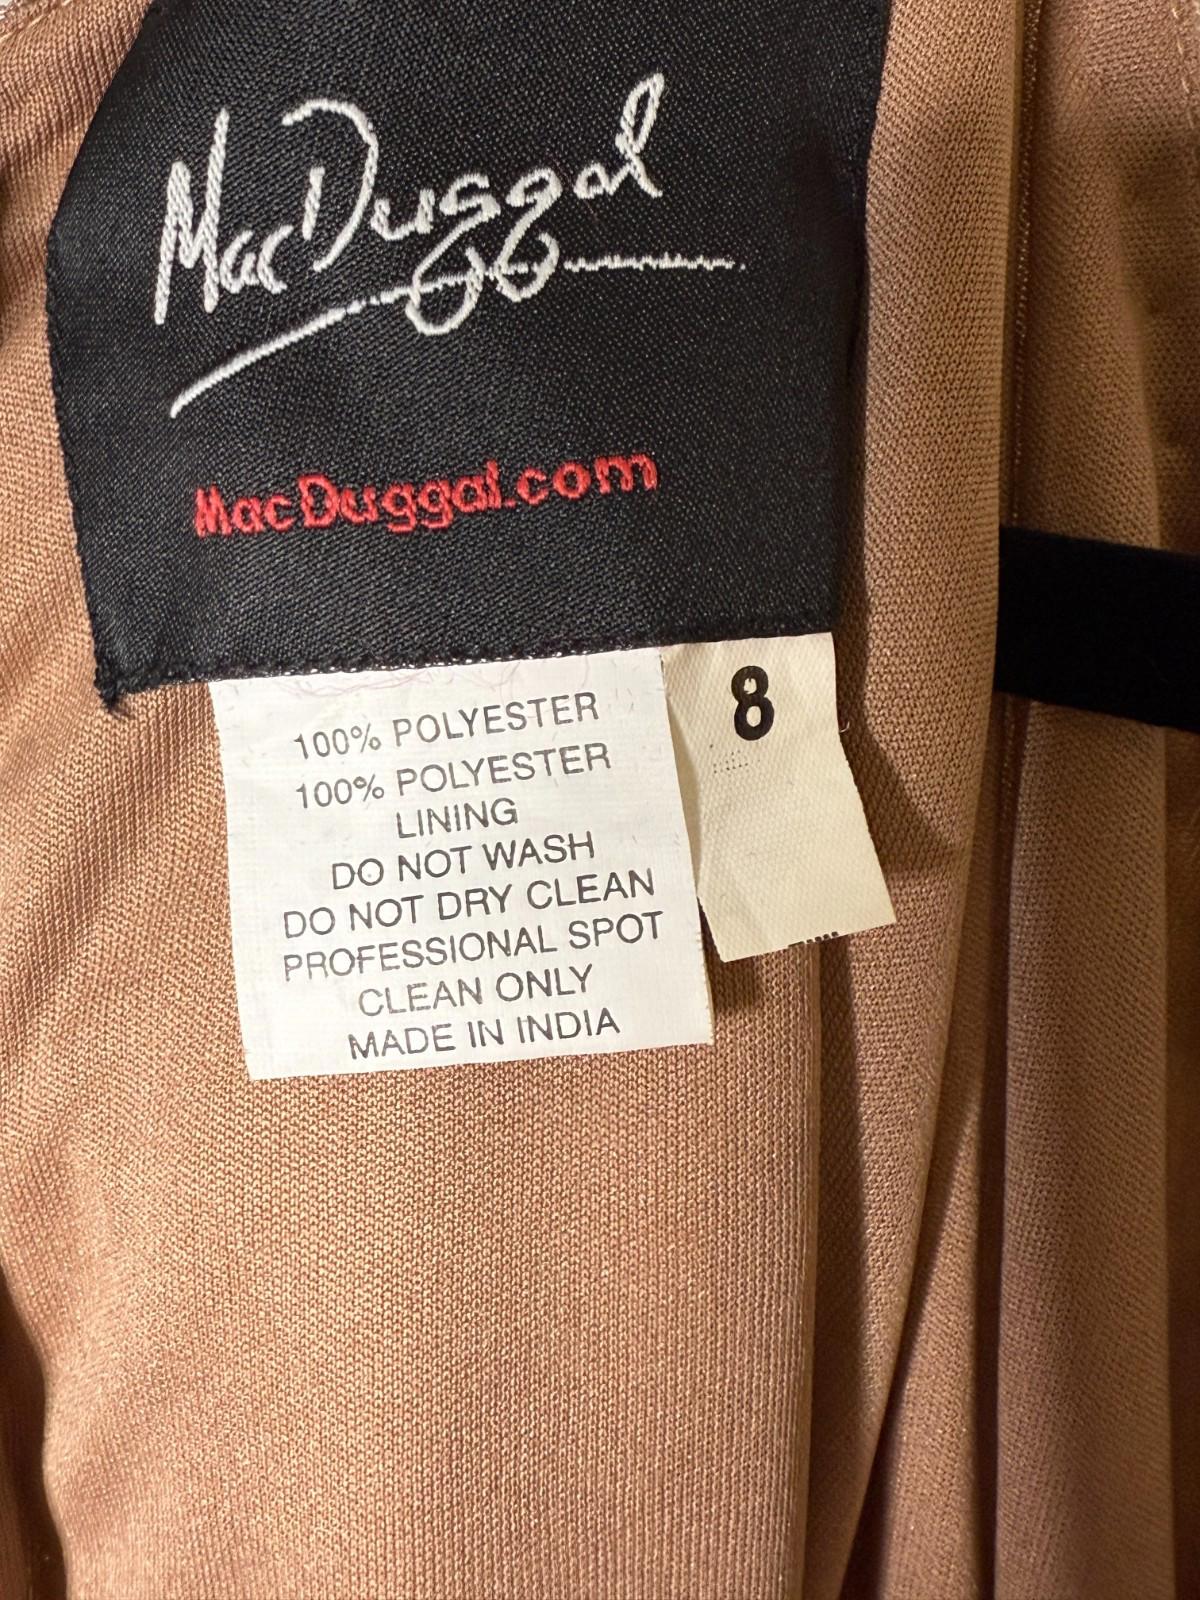 MacDuggal
MacDuggal.com
8
100% POLYESTER
100% POLYESTER
LINING
DO NOT WASH
DO NOT DRY CLEAN
PROFESSIONAL SPOT
CLEAN ONLY
MADE IN INDIA